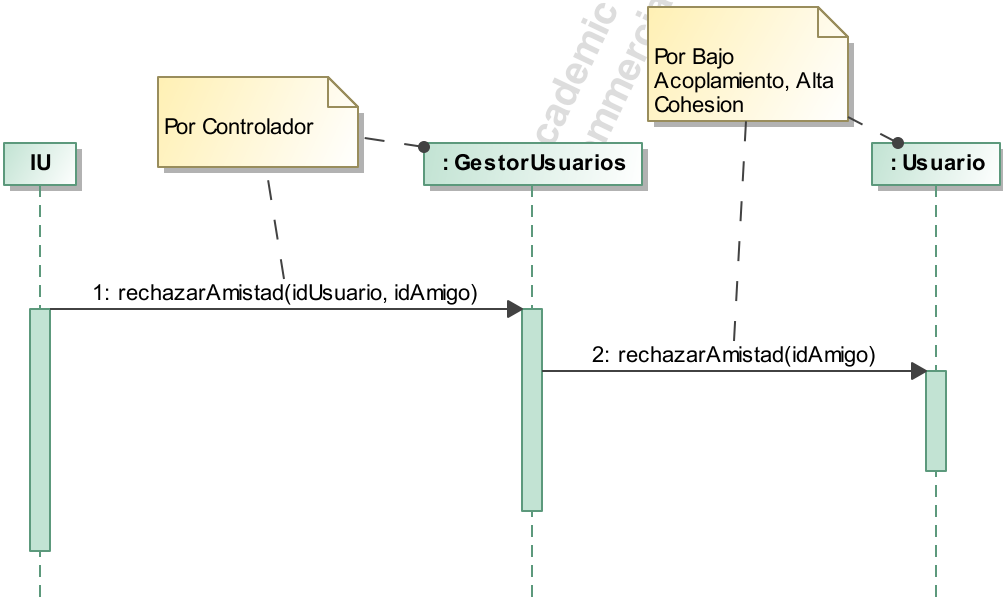 Por Bajo
Acoplamiento, Alta
Cohesion
Por Controlador
IU
: GestorUsuarios
: Usuario
1: rechazarAmistad(idUsuario, idAmigo)
2: rechazarAmistad(idAmigo)